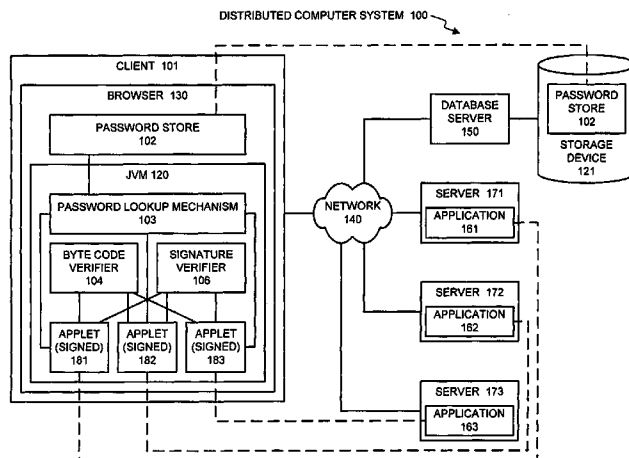 DISTRIBUTED COMPUTER SYSTEM 100
CLIENT 101
BROWSER 130
PASSWORD STORE
102
JVM 120
PASSWORD LOOKUP MECHANISM
103
BYTE CODE
VERIFIER
104
SIGNATURE
VERIFIER
106
APPLET
(SIGNED)
181
APPLET
(SIGNED)
182
APPLET
(SIGNED)
183
NETWORK
140
DATABASE
SERVER
150
PASSWORD
STORE
102
STORAGE
DEVICE
121
SERVER 171
APPLICATION
161
SERVER 172
APPLICATION
162
SERVER 173
APPLICATION
163